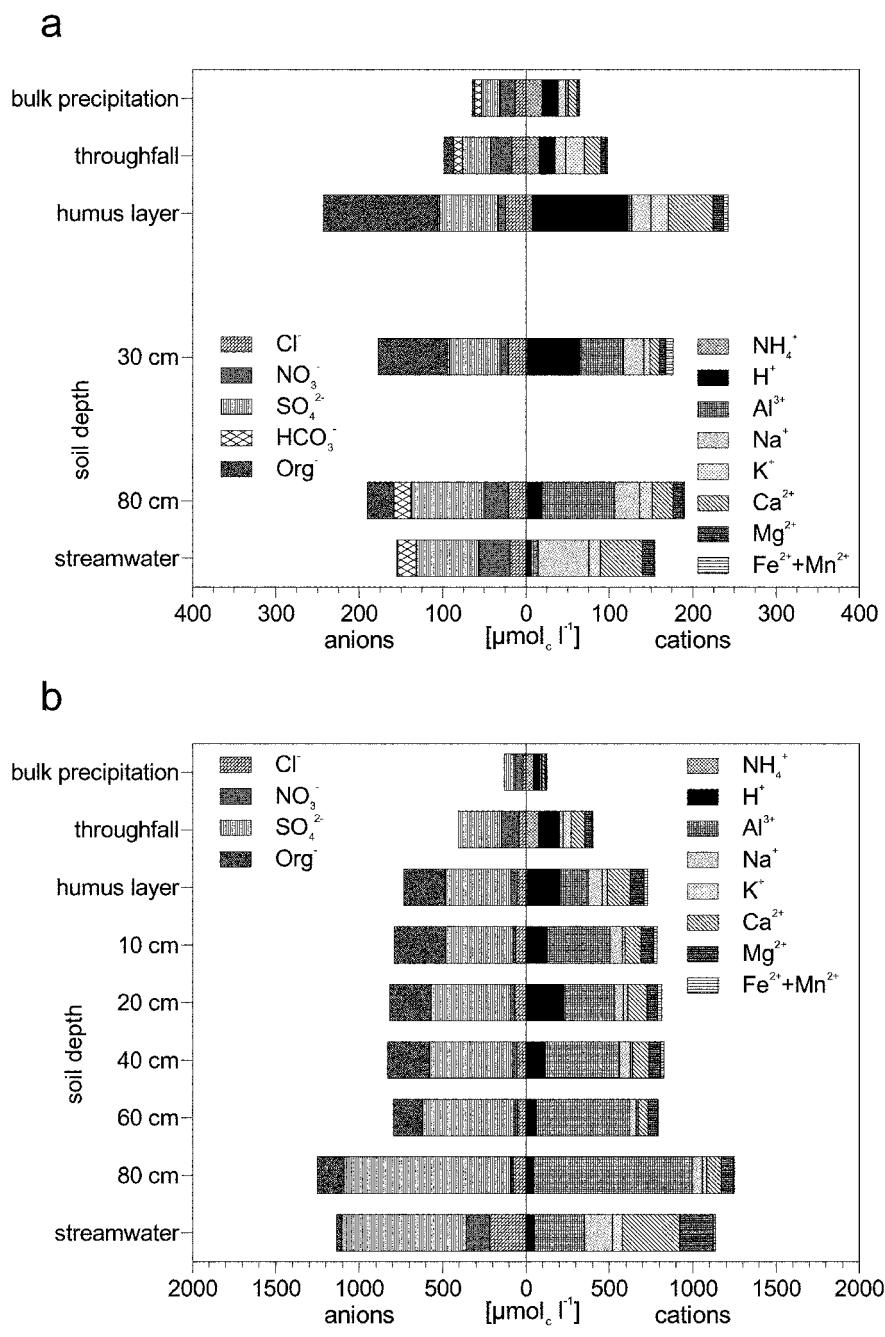 a
bulk precipitation
throughfall
humus layer
30 cm
80 cm
streamwater
soil depth
Cl⁻
NO₃⁻
SO₄²⁻
HCO₃⁻
Org⁻
NH₄⁺
H⁺
Al³⁺
Na⁺
K⁺
Ca²⁺
Mg²⁺
Fe²⁺+Mn²⁺
400 300 200 100 0 100 200 300 400
anions [µmol_c l⁻¹] cations
b
bulk precipitation
throughfall
humus layer
10 cm
20 cm
40 cm
60 cm
80 cm
streamwater
soil depth
Cl⁻
NO₃⁻
SO₄²⁻
Org⁻
NH₄⁺
H⁺
Al³⁺
Na⁺
K⁺
Ca²⁺
Mg²⁺
Fe²⁺+Mn²⁺
2000 1500 1000 500 0 500 1000 1500 2000
anions [µmol_c l⁻¹] cations